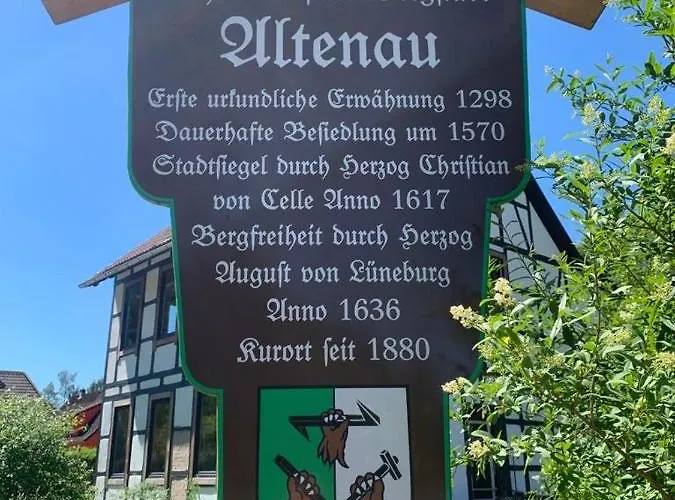 Altenau
Erſte urkundliche Erwähnung 1298
Dauerhafte Beſiedlung um 1570
Stadtſiegel durch Herzog Chriſtian
von Celle Anno 1617
Bergfreiheit durch Herzog
Auguſt von Lüneburg
Anno 1636
Kurort ſeit 1880